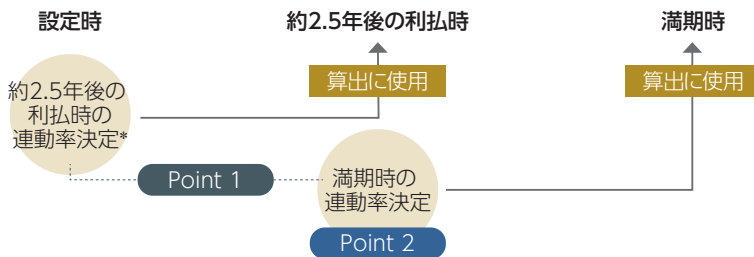 設定時
約2.5年後の利払時
満期時
算出に使用
算出に使用
約2.5年後の
利払時の
連動率決定*
Point 1
満期時の
連動率決定
Point 2